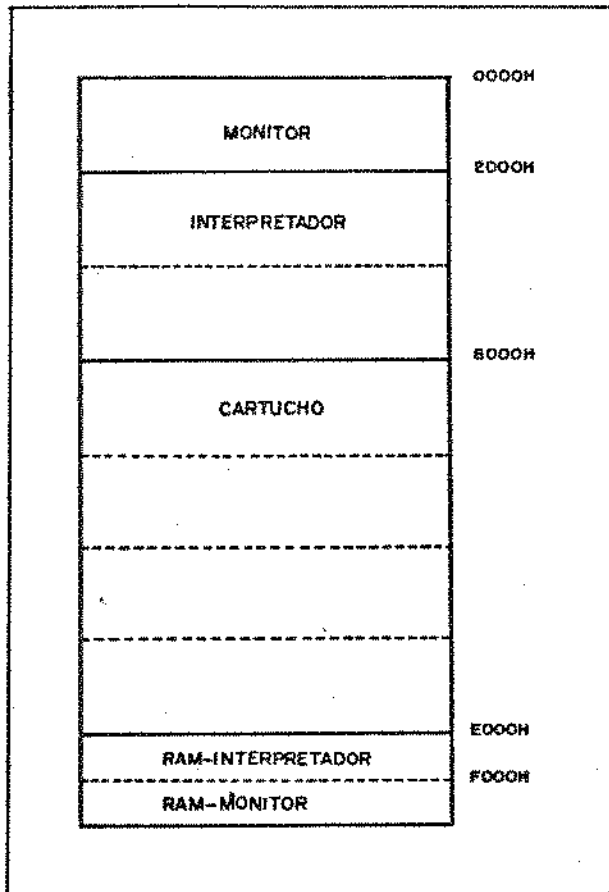 0000H
MONITOR
2000H
INTERPRETADOR
6000H
CARTUCHO
E000H
RAM-INTERPRETADOR
F000H
RAM-MONITOR